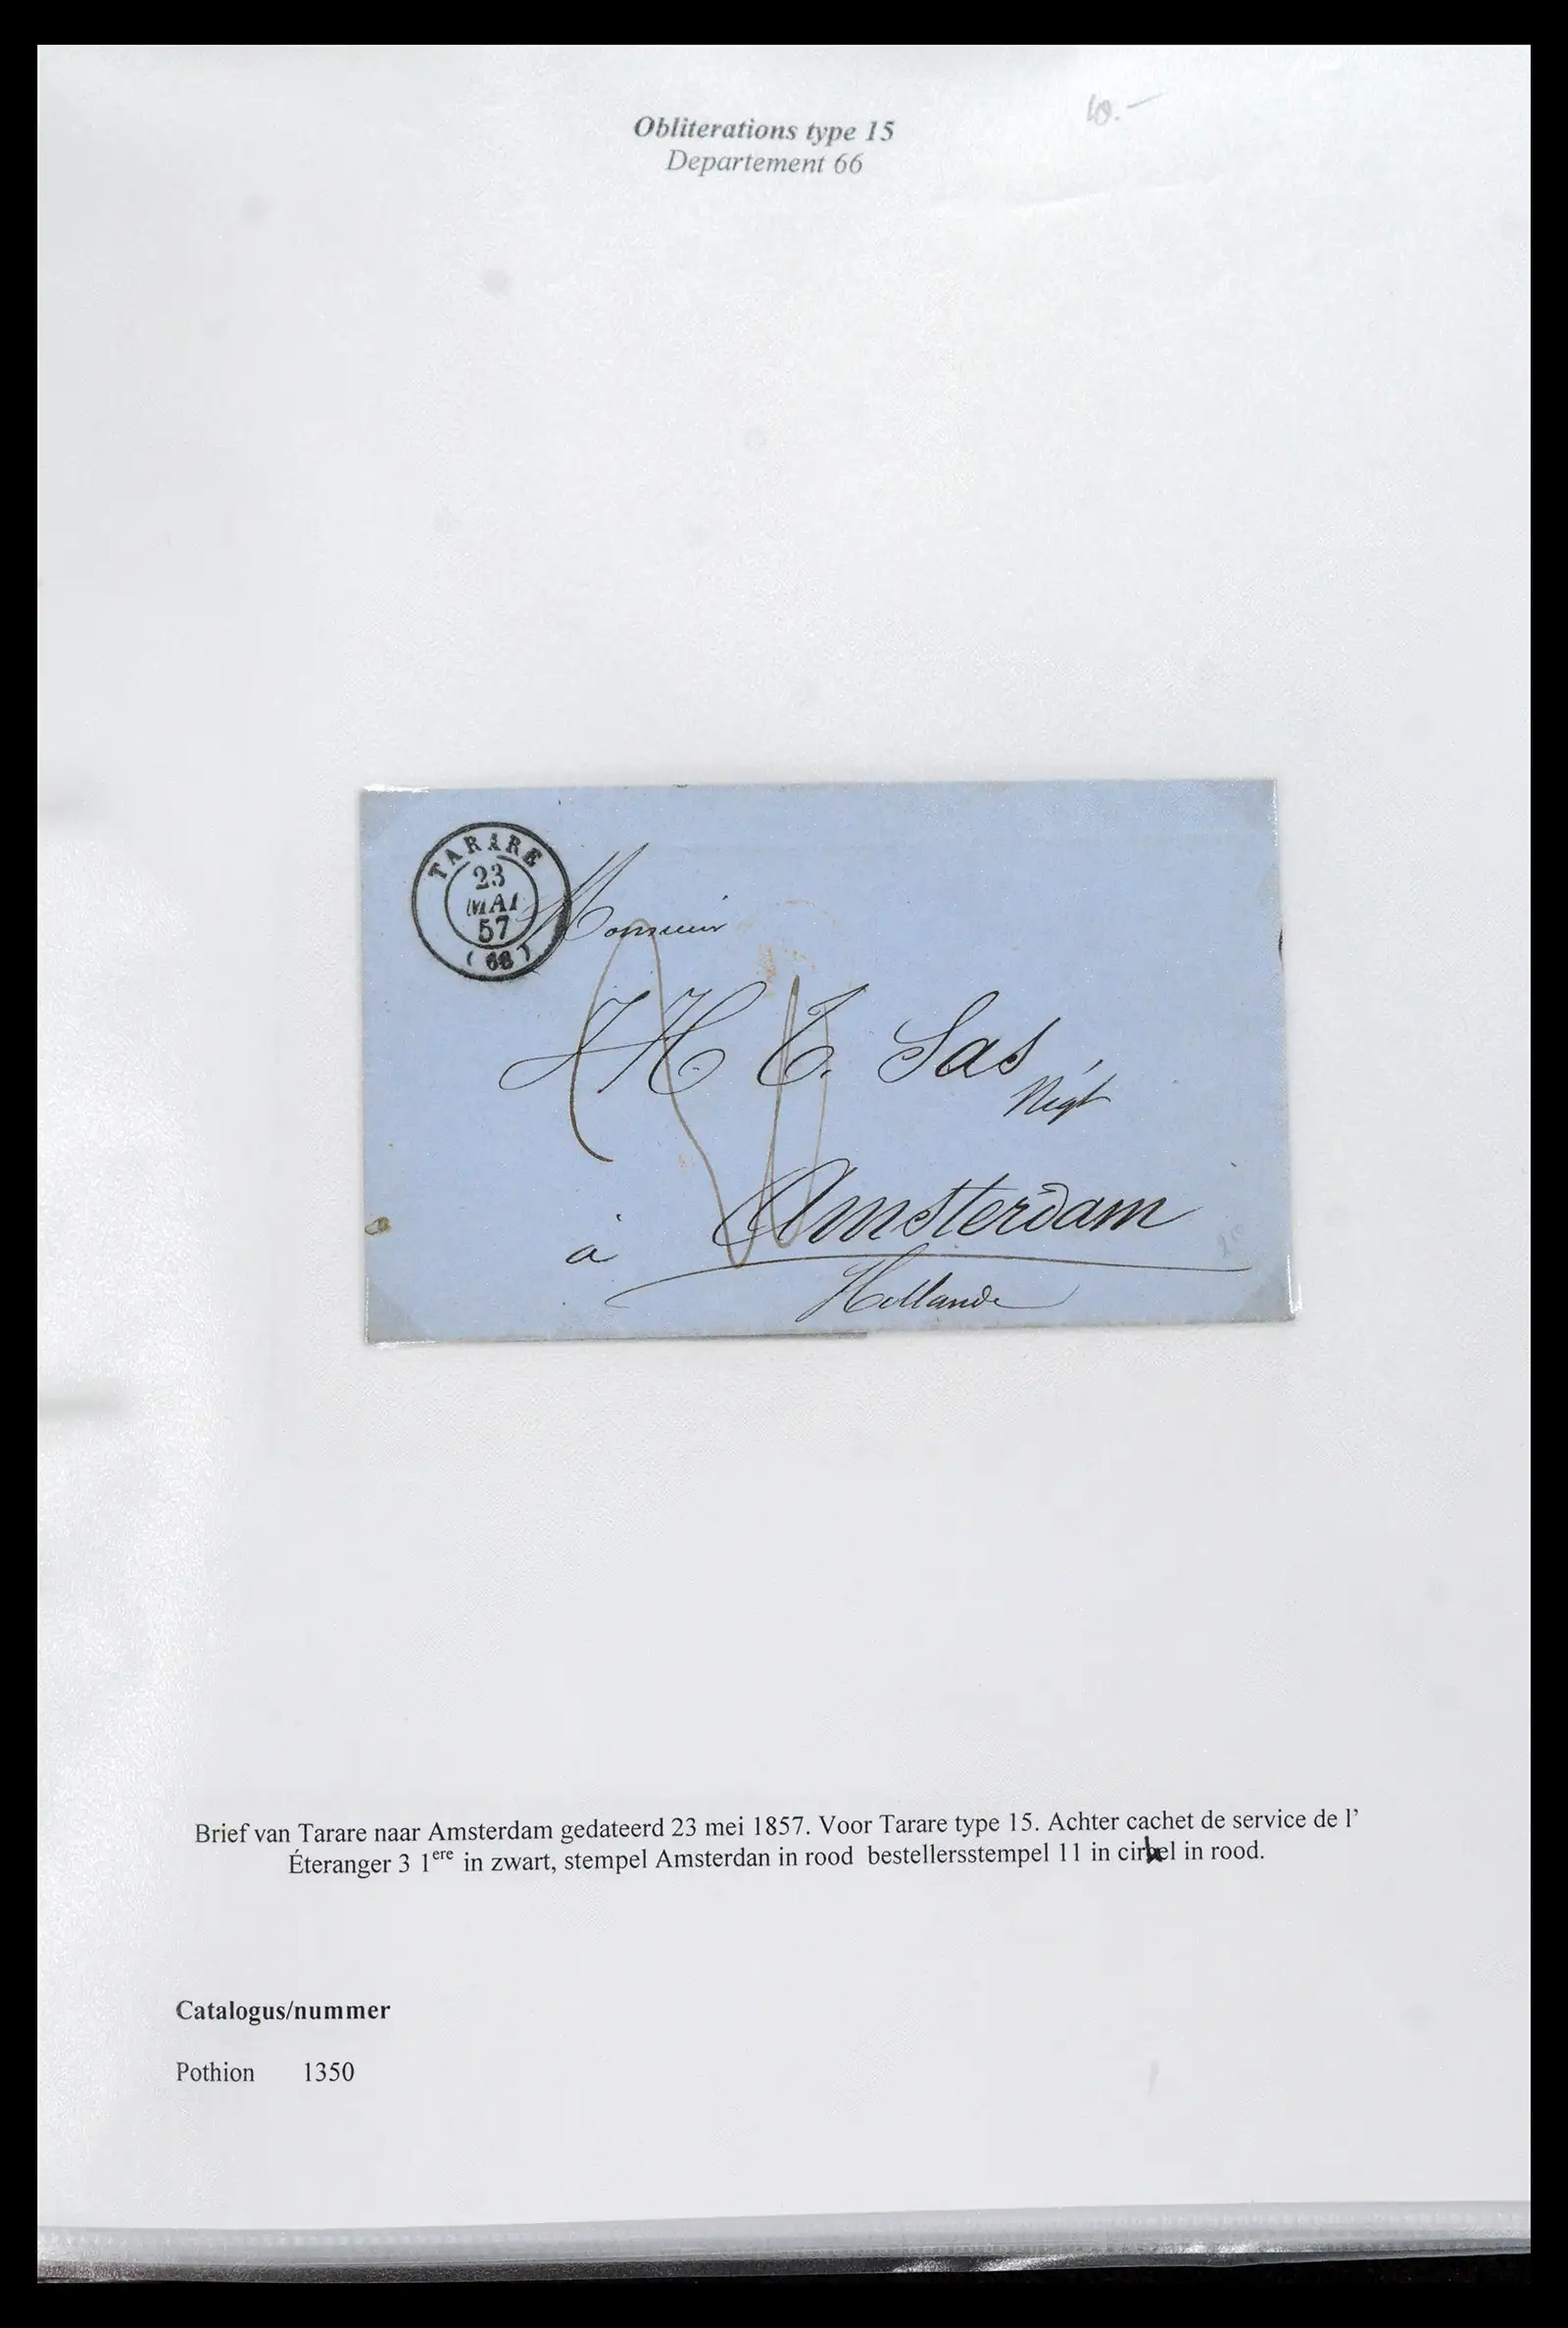 Obliterations type 15
Departement 66
TARARE
23
MAI
57
(66)
Monsieur
J H T. Sas
Négt
à Amsterdam
Hollande
Brief van Tarare naar Amsterdam gedateerd 23 mei 1857. Voor Tarare type 15. Achter cachet de service de l'
Éteranger 3 1ere in zwart, stempel Amsterdan in rood bestellersstempel 11 in cirkel in rood.
Catalogus/nummer
Pothion 1350